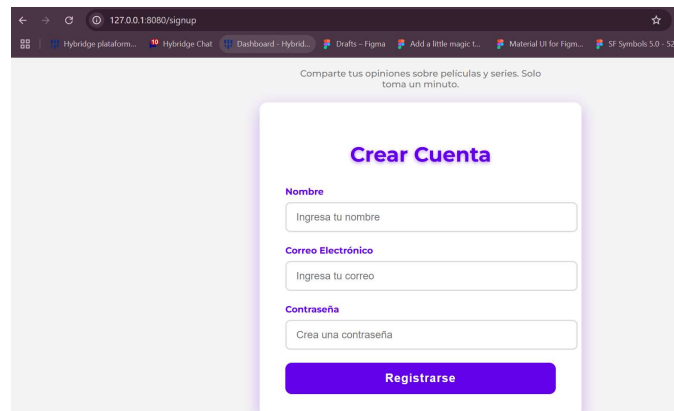 127.0.0.1:8080/signup
Hybridge plataform... 10 Hybridge Chat Dashboard - Hybrid... Drafts – Figma Add a little magic t... Material UI for Figm... SF Symbols 5.0 - 52
Comparte tus opiniones sobre películas y series. Solo
toma un minuto.
Crear Cuenta
Nombre
Ingresa tu nombre
Correo Electrónico
Ingresa tu correo
Contraseña
Crea una contraseña
Registrarse